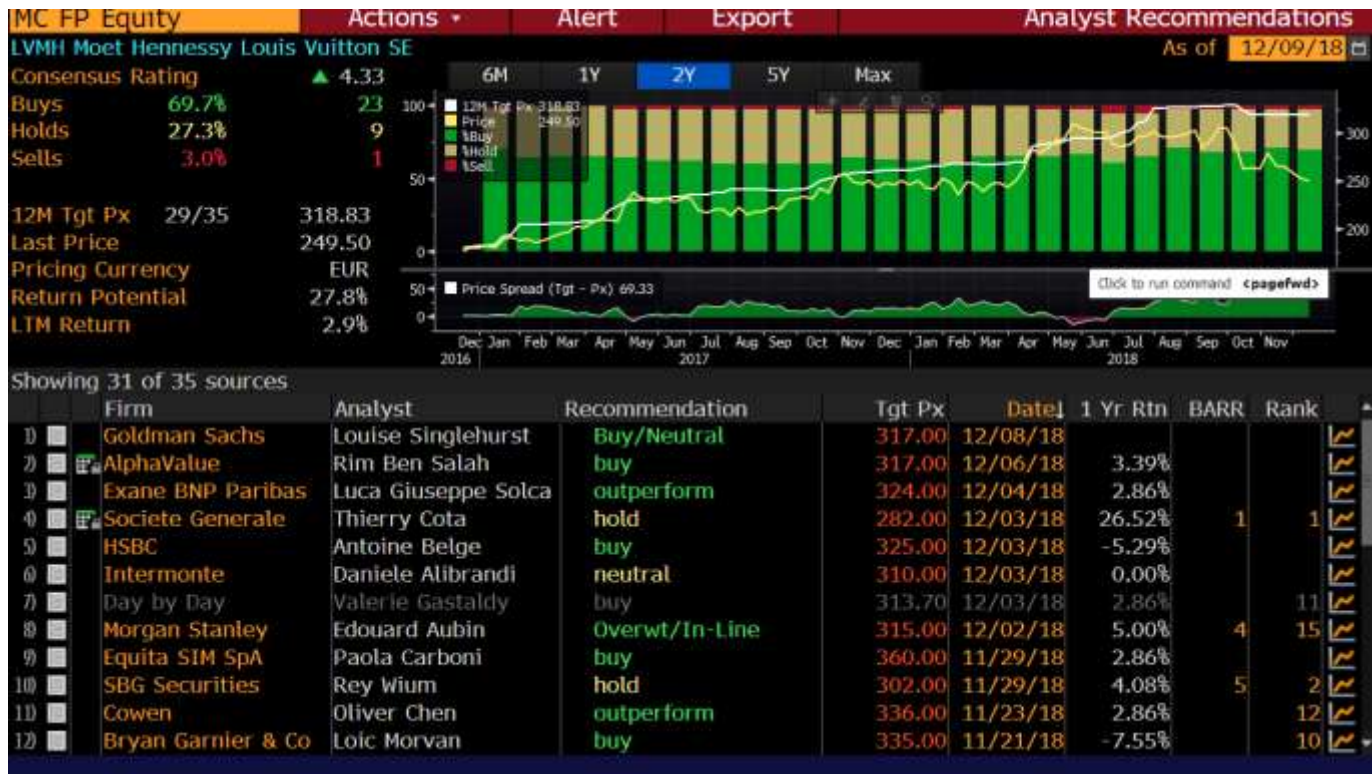 MC FP Equity Actions Alert Export Analyst Recommendations
LVMH Moet Hennessy Louis Vuitton SE As of 12/09/18
Consensus Rating 4.33 6M 1Y 2Y 5Y Max
Buys 69.7% 23
Holds 27.3% 9
Sells 3.0% 1
12M Tgt Px 29/35 318.83
Last Price 249.50
Pricing Currency EUR
Return Potential 27.8%
LTM Return 2.9%
12M Tgt Px 318.83
Price 249.50
%Buy
%Hold
%Sell
100
50
0
300
250
200
Click to run command <pagefwd>
50 Price Spread (Tgt - Px) 69.33
0
Dec Jan Feb Mar Apr May Jun Jul Aug Sep Oct Nov Dec Jan Feb Mar Apr May Jun Jul Aug Sep Oct Nov
2016 2017 2018
Showing 31 of 35 sources
Firm Analyst Recommendation Tgt Px Date↓ 1 Yr Rtn BARR Rank
1) Goldman Sachs Louise Singlehurst Buy/Neutral 317.00 12/08/18
2) AlphaValue Rim Ben Salah buy 317.00 12/06/18 3.39%
3) Exane BNP Paribas Luca Giuseppe Solca outperform 324.00 12/04/18 2.86%
4) Societe Generale Thierry Cota hold 282.00 12/03/18 26.52% 1 1
5) HSBC Antoine Belge buy 325.00 12/03/18 -5.29%
6) Intermonte Daniele Alibrandi neutral 310.00 12/03/18 0.00%
7) Day by Day Valerie Gastaldy buy 313.70 12/03/18 2.86% 11
8) Morgan Stanley Edouard Aubin Overwt/In-Line 315.00 12/02/18 5.00% 4 15
9) Equita SIM SpA Paola Carboni buy 360.00 11/29/18 2.86%
10) SBG Securities Rey Wium hold 302.00 11/29/18 4.08% 5 2
11) Cowen Oliver Chen outperform 336.00 11/23/18 2.86% 12
12) Bryan Garnier & Co Loic Morvan buy 335.00 11/21/18 -7.55% 10